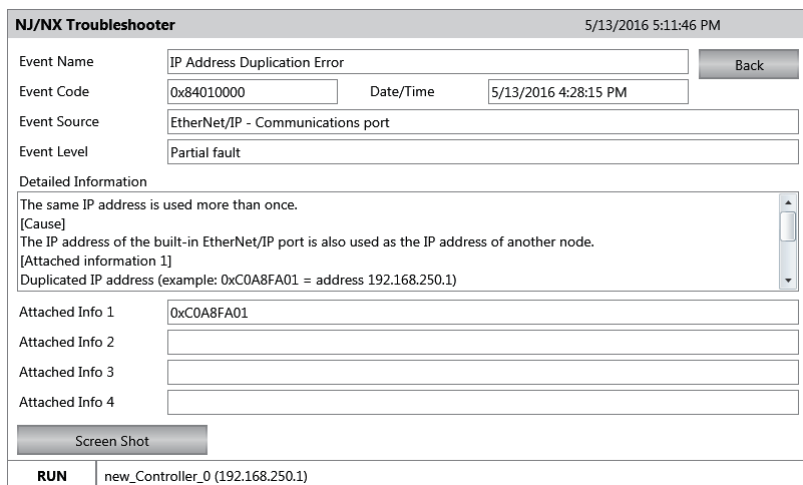 NJ/NX Troubleshooter 5/13/2016 5:11:46 PM
Event Name IP Address Duplication Error Back
Event Code 0x84010000 Date/Time 5/13/2016 4:28:15 PM
Event Source EtherNet/IP - Communications port
Event Level Partial fault
Detailed Information
The same IP address is used more than once.
[Cause]
The IP address of the built-in EtherNet/IP port is also used as the IP address of another node.
[Attached information 1]
Duplicated IP address (example: 0xC0A8FA01 = address 192.168.250.1)
Attached Info 1 0xC0A8FA01
Attached Info 2
Attached Info 3
Attached Info 4
Screen Shot
RUN new_Controller_0 (192.168.250.1)